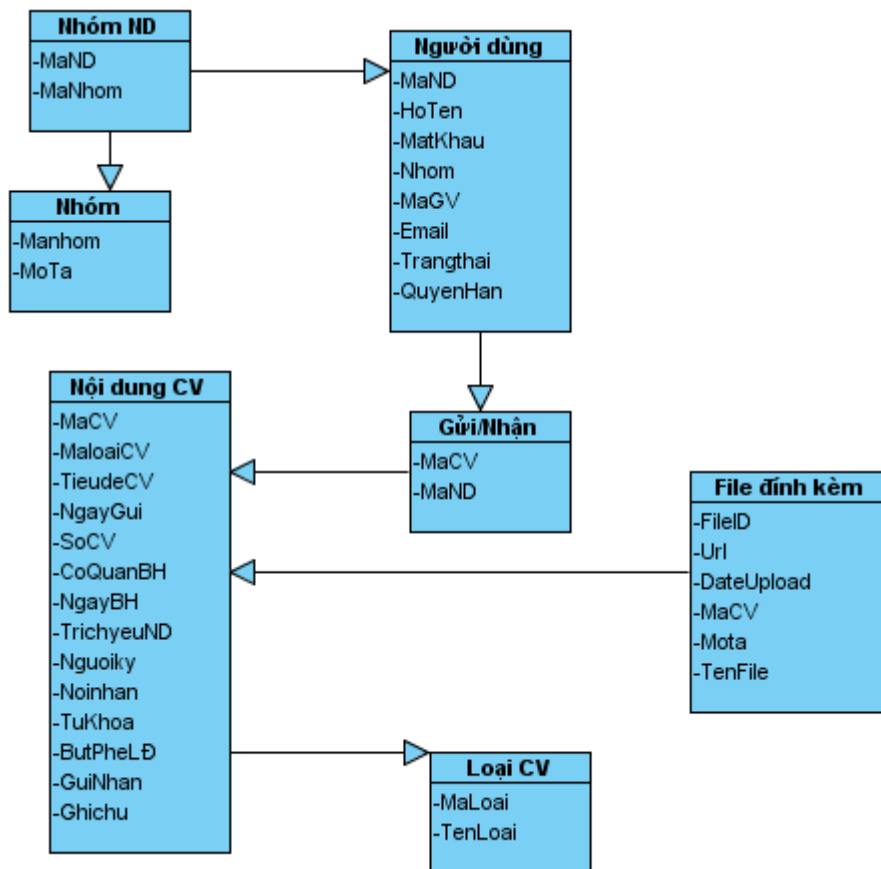 Nhóm ND
-MaND
-MaNhom
Người dùng
-MaND
-HoTen
-MatKhau
-Nhom
-MaGV
-Email
-Trangthai
-QuyenHan
Nhóm
-Manhom
-MoTa
Nội dung CV
-MaCV
-MaloaiCV
-TieudeCV
-NgayGui
-SoCV
-CoQuanBH
-NgayBH
-TrichyeuND
-Nguoiky
-Noinhan
-TuKhoa
-ButPheLĐ
-GuiNhan
-Ghichu
Gửi/Nhận
-MaCV
-MaND
File đính kèm
-FileID
-Url
-DateUpload
-MaCV
-Mota
-TenFile
Loại CV
-MaLoai
-TenLoai